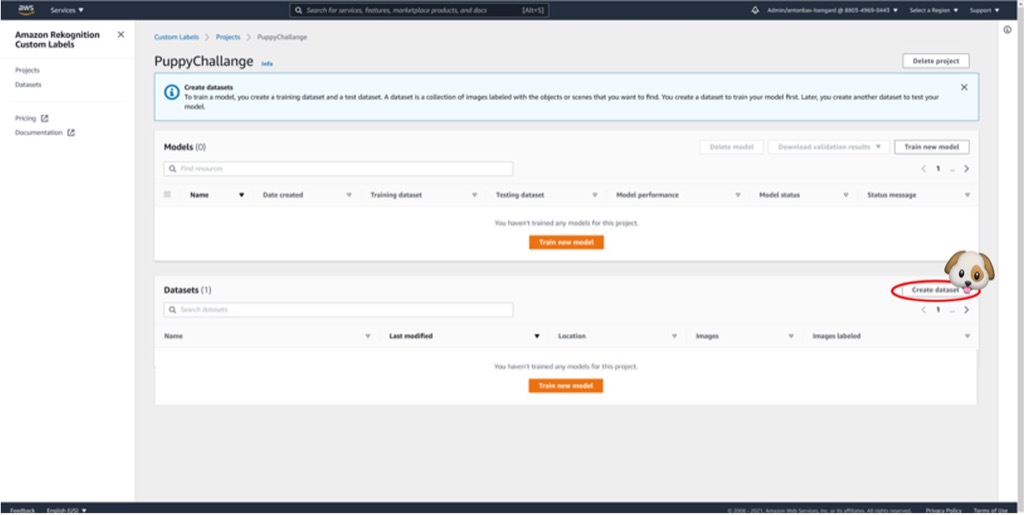 aws Services ▼ Search for services, features, marketplace products, and docs [Alt+S] Select a Region ▼ Support ▼
Amazon Rekognition
Custom Labels
Projects
Datasets
Pricing
Documentation
Custom Labels > Projects > PuppyChallange
PuppyChallange Info Delete project
Create datasets
To train a model, you create a training dataset and a test dataset. A dataset is a collection of images labeled with the objects or scenes that you want to find. You create a dataset to train your model first. Later, you create another dataset to test your
model.
Models (0) Delete model Download validation results ▼ Train new model
Find resources < 1 ... >
Name Date created Training dataset Testing dataset Model performance Model status Status message
You haven't trained any models for this project.
Train new model
Datasets (1) Create dataset
Search datasets < 1 ... >
Name Last modified Location Images Images labeled
You haven't trained any models for this project.
Train new model
Feedback English (US) ▼ © 2008 - 2021, Amazon Web Services, Inc. or its affiliates. All rights reserved. Privacy Policy Terms of Use